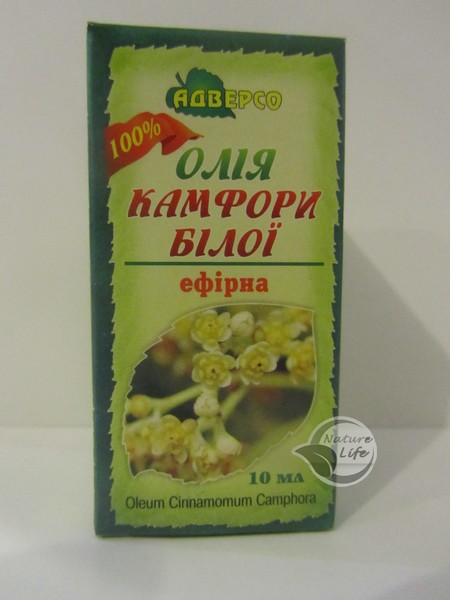 АДВЕРСО
100%
ОЛІЯ
КАМФОРИ
БІЛОЇ
ефірна
Nature
Life
10 мл
Oleum Cinnamomum Camphora